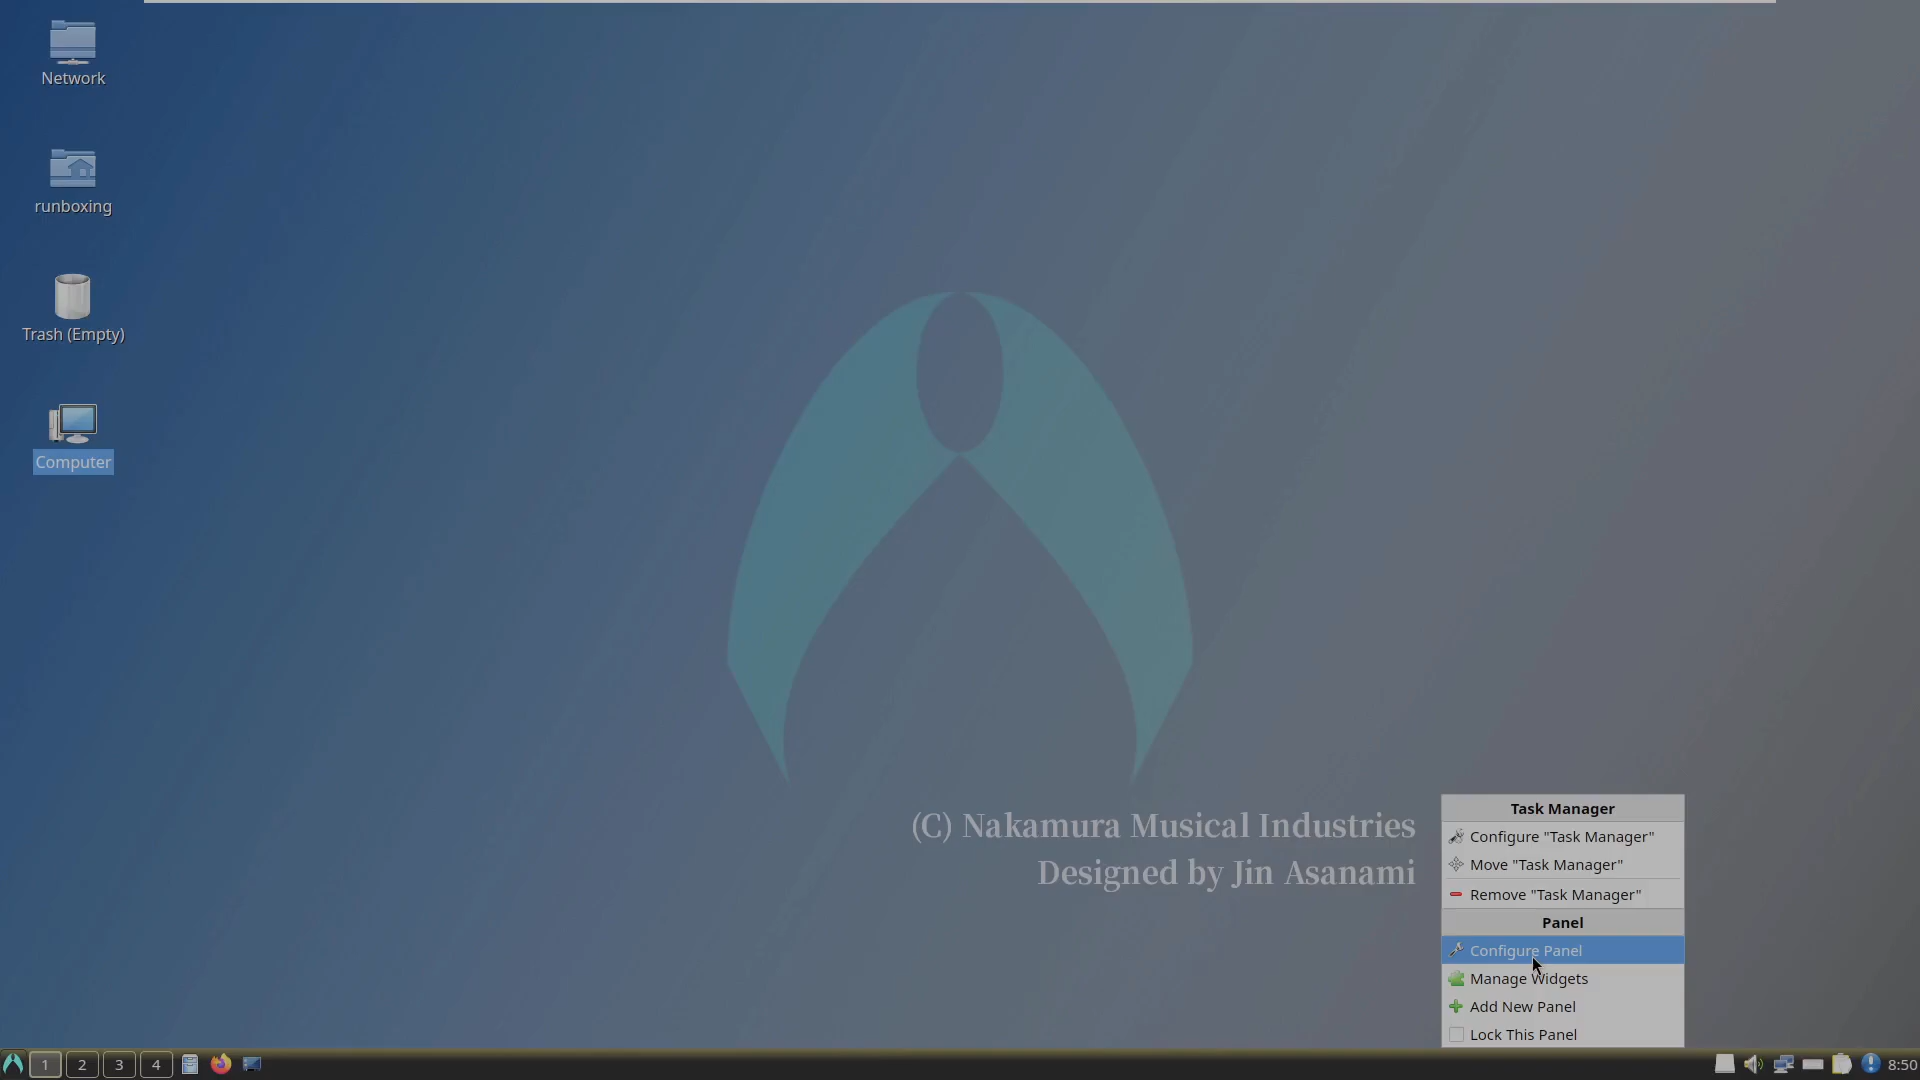 Network
runboxing
Trash (Empty)
Computer
(C) Nakamura Musical Industries
Designed by Jin Asanami
Task Manager
Configure "Task Manager"
Move "Task Manager"
Remove "Task Manager"
Panel
Configure Panel
Manage Widgets
Add New Panel
Lock This Panel
1 2 3 4 8:50